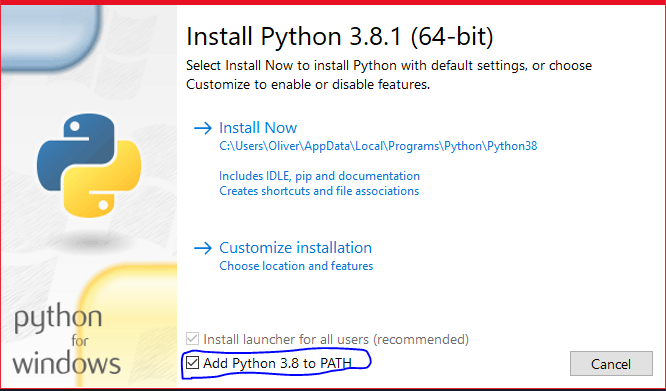 Install Python 3.8.1 (64-bit)
Select Install Now to install Python with default settings, or choose
Customize to enable or disable features.
Install Now
C:\Users\Oliver\AppData\Local\Programs\Python\Python38
Includes IDLE, pip and documentation
Creates shortcuts and file associations
Customize installation
Choose location and features
python
for
windows
Install launcher for all users (recommended)
Add Python 3.8 to PATH
Cancel